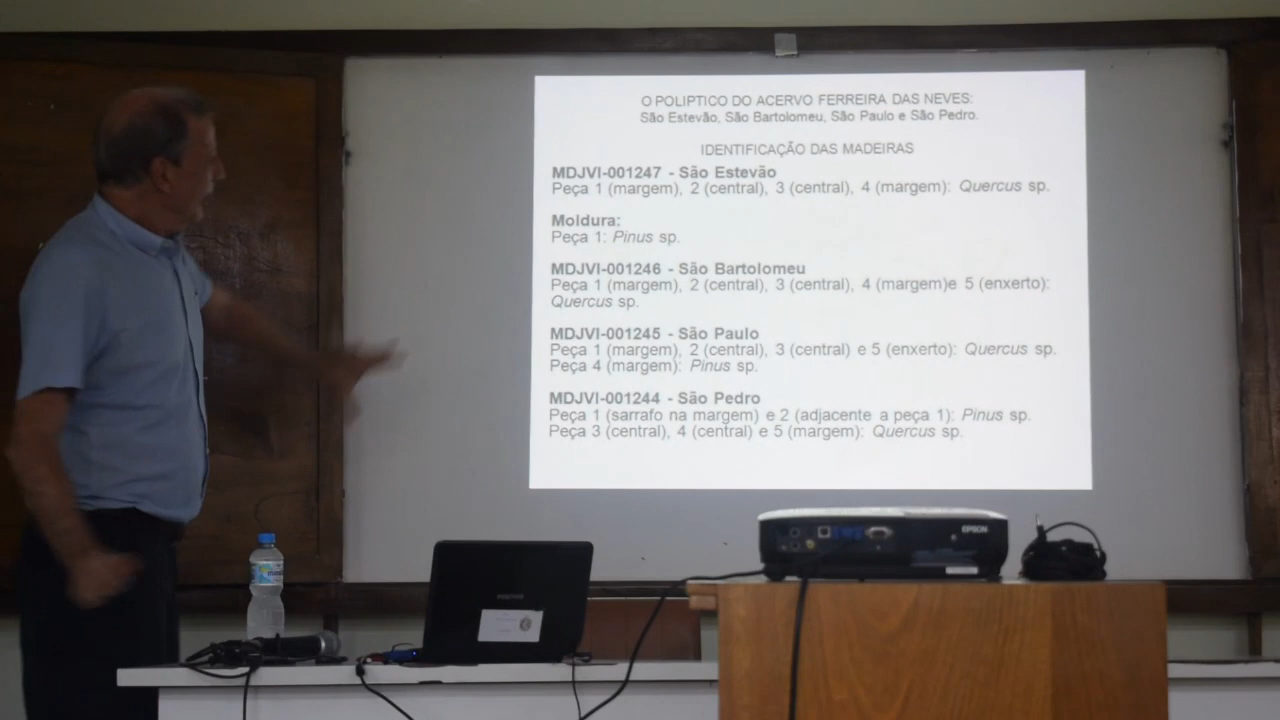 O POLIPTICO DO ACERVO FERREIRA DAS NEVES:
São Estevão, São Bartolomeu, São Paulo e São Pedro.
IDENTIFICAÇÃO DAS MADEIRAS
MDJVI-001247 - São Estevão
Peça 1 (margem), 2 (central), 3 (central), 4 (margem): Quercus sp.
Moldura:
Peça 1: Pinus sp.
MDJVI-001246 - São Bartolomeu
Peça 1 (margem), 2 (central), 3 (central), 4 (margem)e 5 (enxerto):
Quercus sp.
MDJVI-001245 - São Paulo
Peça 1 (margem), 2 (central), 3 (central) e 5 (enxerto): Quercus sp.
Peça 4 (margem): Pinus sp.
MDJVI-001244 - São Pedro
Peça 1 (sarrafo na margem) e 2 (adjacente a peça 1): Pinus sp.
Peça 3 (central), 4 (central) e 5 (margem): Quercus sp.
EPSON